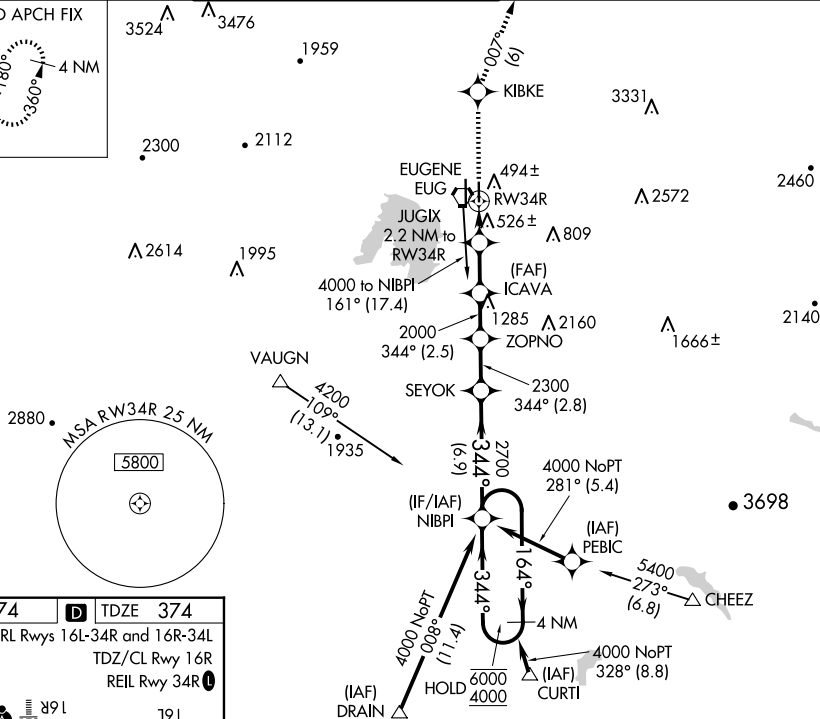 D APCH FIX
180°
360°
4 NM
3524
3476
1959
2300
2112
2614
1995
007°
(6)
KIBKE
3331
2460
2572
2140
EUGENE
EUG
494±
RW34R
526±
809
JUGIX
2.2 NM to
RW34R
(FAF)
ICAVA
4000 to NIBPI
161° (17.4)
1285
2160
1666±
2000
344° (2.5)
ZOPNO
SEYOK
2300
344° (2.8)
VAUGN
4200
109°
(13.1)
1935
2880
MSA RW34R 25 NM
5800
2700
344°
(6.9)
4000 NoPT
281° (5.4)
(IF/IAF)
NIBPI
3698
(IAF)
PEBIC
5400
273°
(6.8)
CHEEZ
344°
164°
4 NM
4000 NoPT
008°
(11.4)
HOLD
6000
4000
4000 NoPT
328° (8.8)
(IAF)
CURTI
(IAF)
DRAIN
74
D
TDZE 374
RL Rwys 16L-34R and 16R-34L
TDZ/CL Rwy 16R
REIL Rwy 34R L
16R
16L